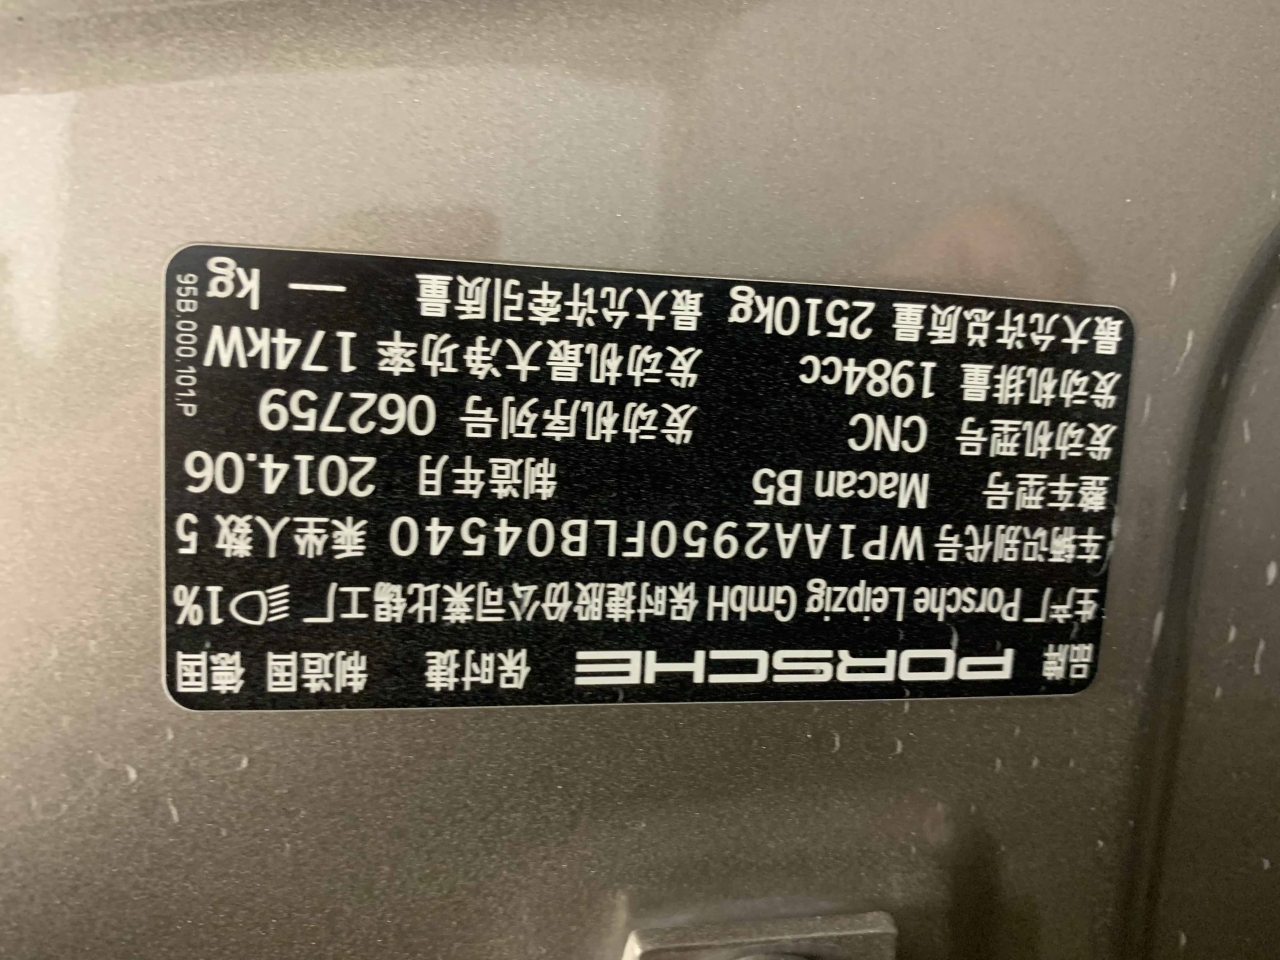 品牌 PORSCHE 保时捷 制造国 德国
生产厂 Porsche Leipzig GmbH 保时捷股份公司莱比锡工厂 1%
车辆识别代号 WP1AA2950FLB04540 乘坐人数 5
整车型号 Macan B5 制造年月 2014.06
发动机型号 CNC 发动机序列号 062759
发动机排量 1984cc 发动机最大净功率 174kW
最大允许总质量 2510kg 最大允许牵引质量 — kg
95B.000.101.P